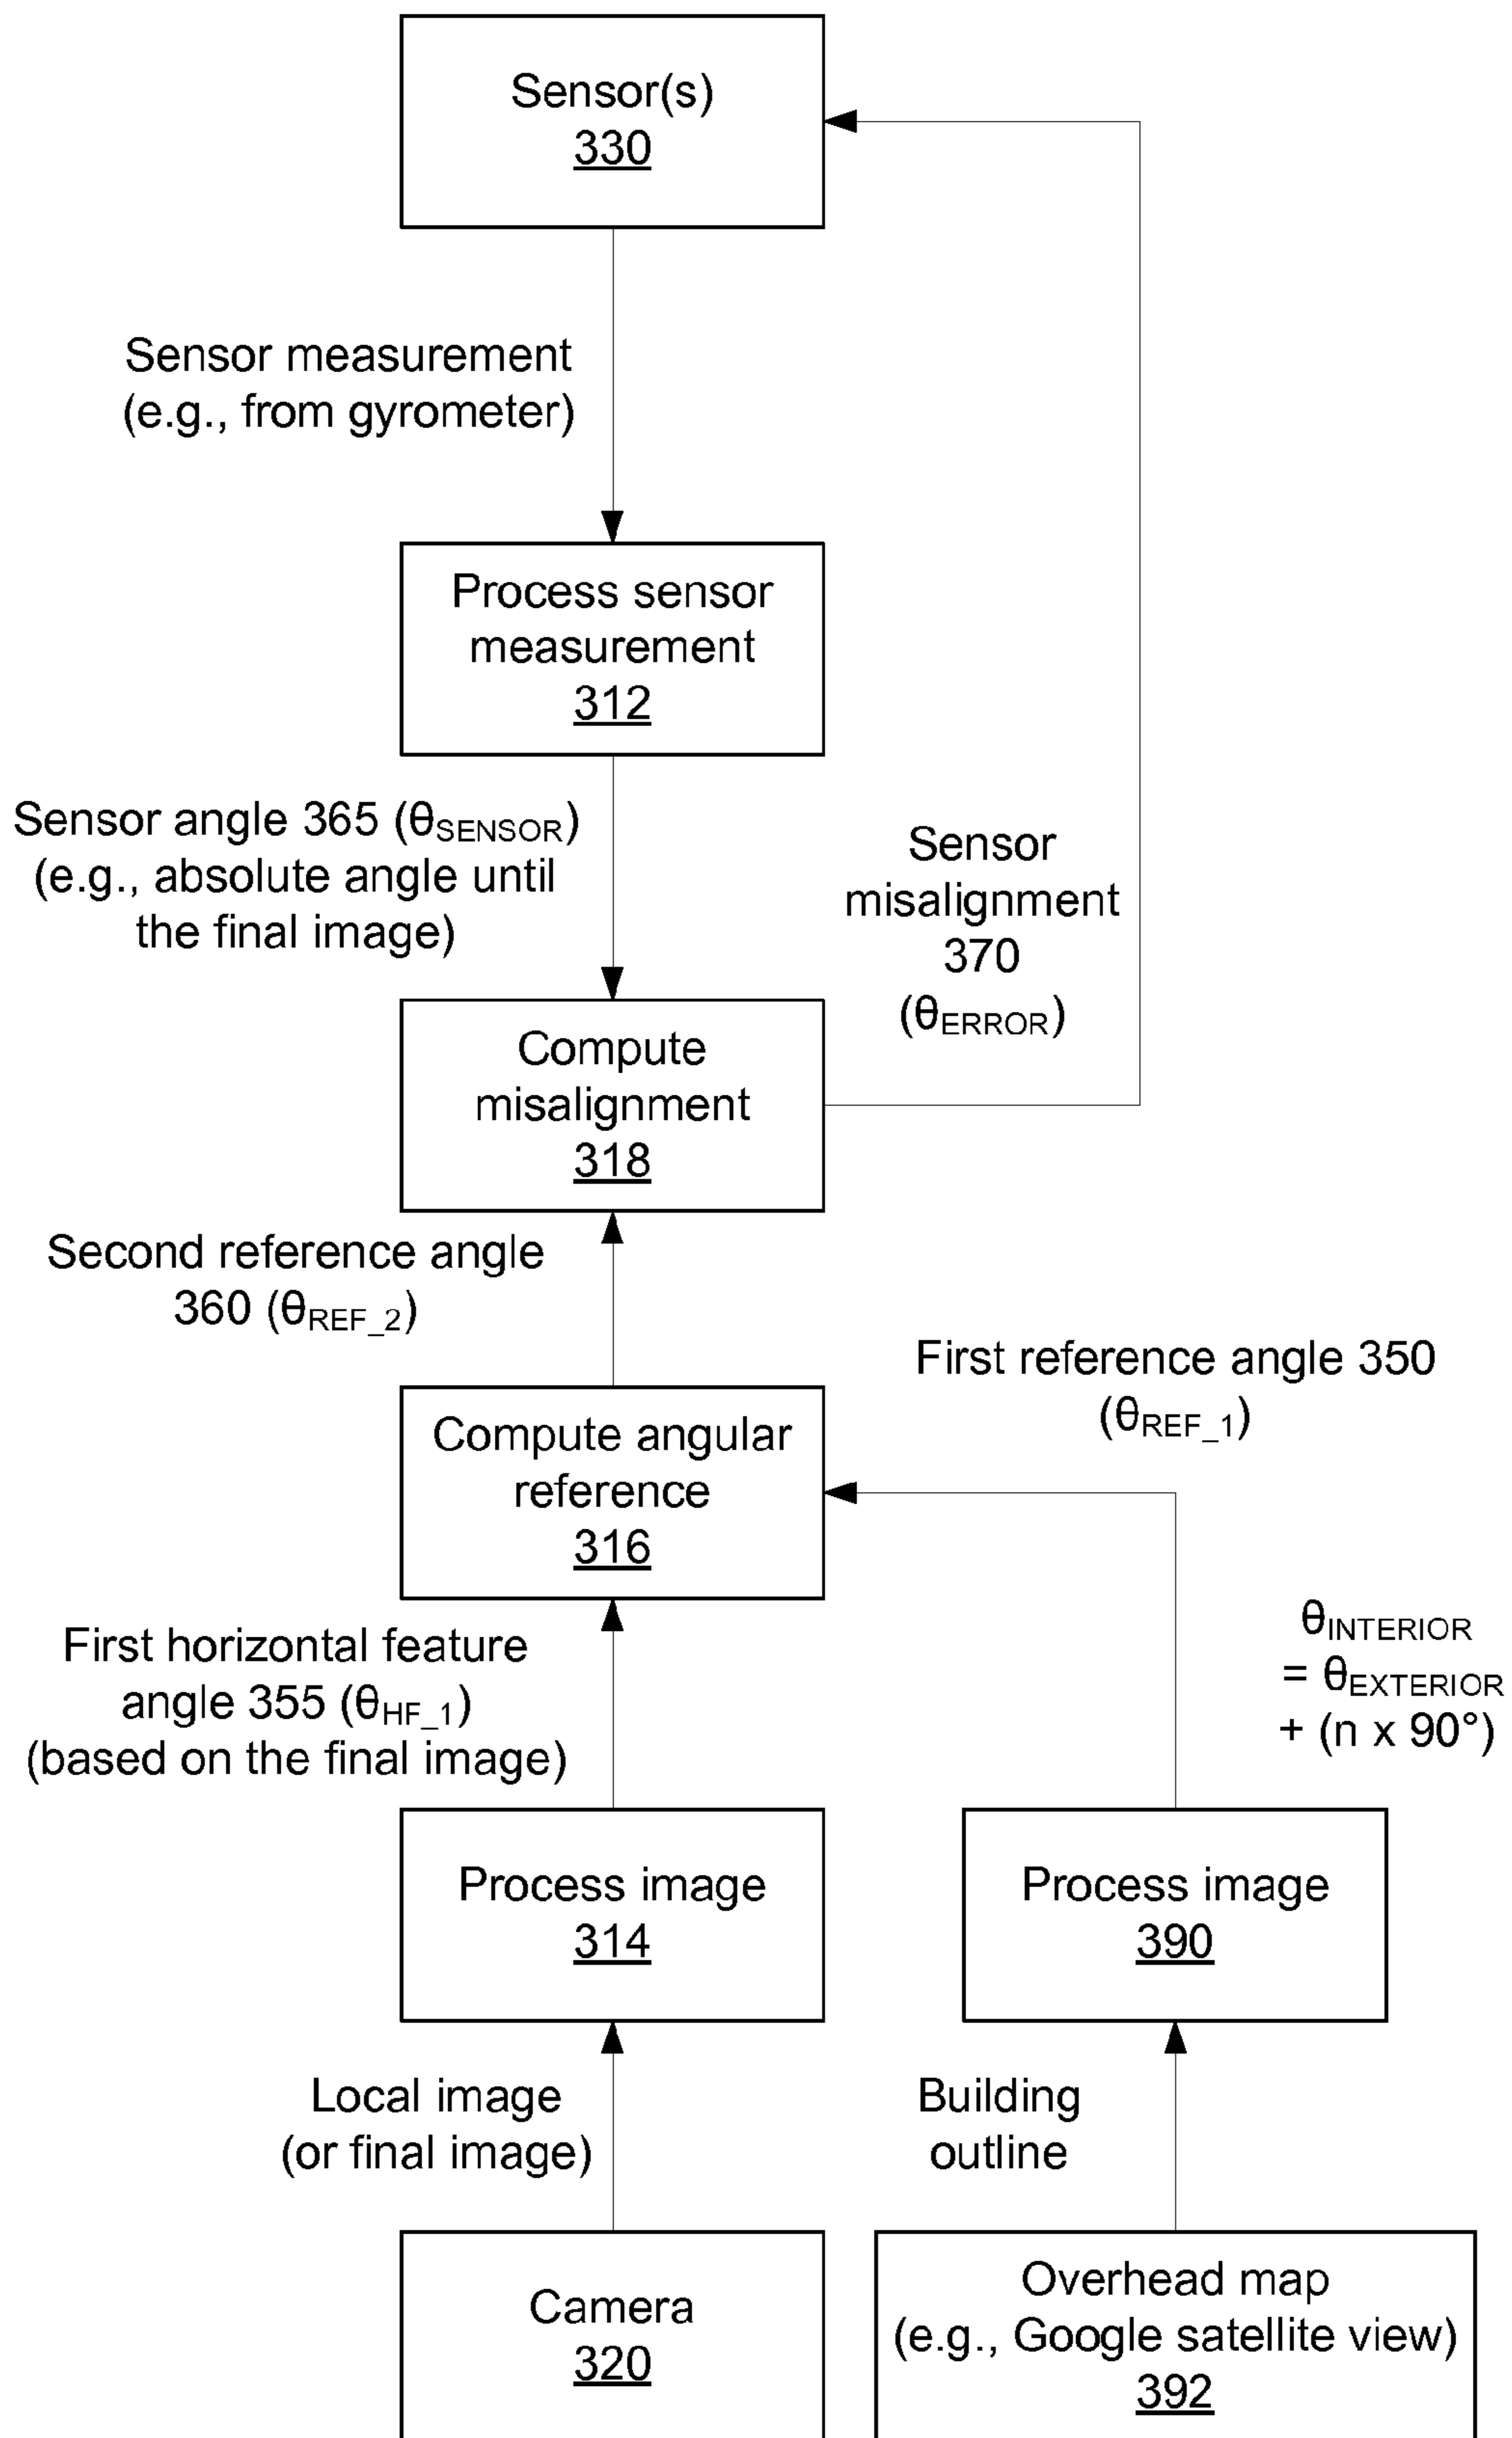 Sensor(s)
330
Sensor measurement
(e.g., from gyrometer)
Process sensor
measurement
312
Sensor angle 365 (θSENSOR)
(e.g., absolute angle until
the final image)
Sensor
misalignment
370
(θERROR)
Compute
misalignment
318
Second reference angle
360 (θREF_2)
First reference angle 350
(θREF_1)
Compute angular
reference
316
First horizontal feature
angle 355 (θHF_1)
(based on the final image)
θINTERIOR
= θEXTERIOR
+ (n x 90°)
Process image
314
Process image
390
Local image
(or final image)
Building
outline
Camera
320
Overhead map
(e.g., Google satellite view)
392